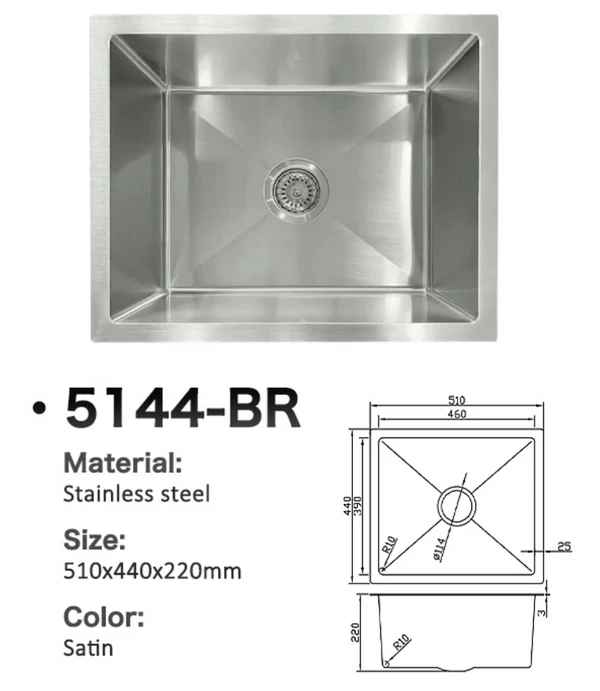 • 5144-BR
Material:
Stainless steel
Size:
510x440x220mm
Color:
Satin
510
460
440
390
R10
Ø114
25
3
220
R10